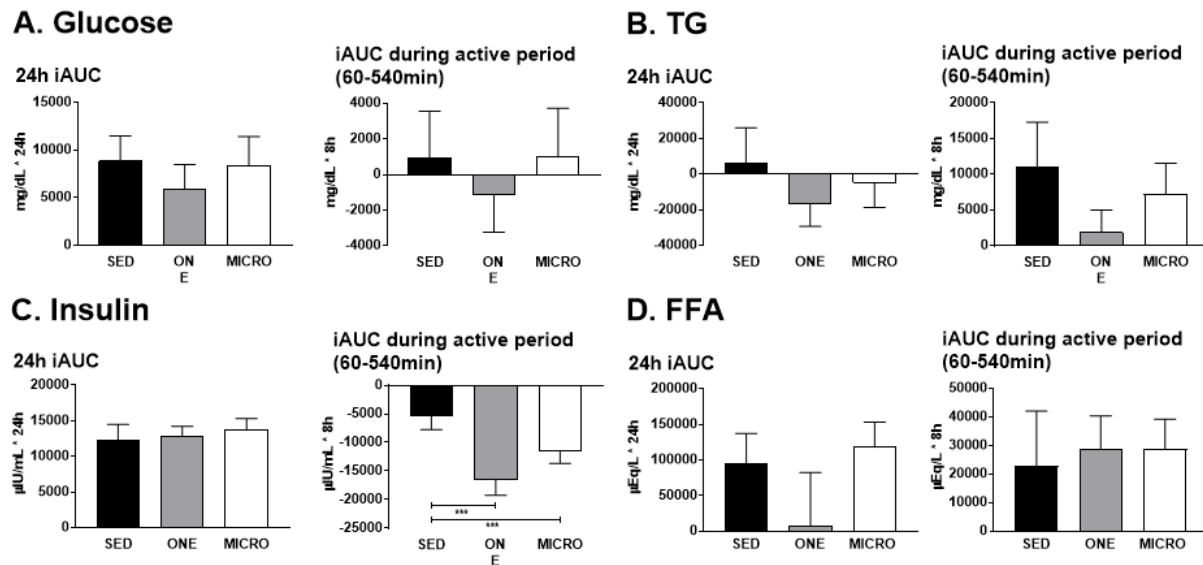 A. Glucose
24h iAUC
mg/dL * 24h
15000
10000
5000
0
SED
ON
E
MICRO
iAUC during active period
(60-540min)
mg/dL * 8h
4000
2000
0
-2000
-4000
SED
ON
E
MICRO
B. TG
24h iAUC
mg/dL * 24h
40000
20000
0
-20000
-40000
SED
ONE
MICRO
iAUC during active period
(60-540min)
mg/dL * 8h
20000
15000
10000
5000
0
SED
ON
E
MICRO
C. Insulin
24h iAUC
µIU/mL * 24h
20000
15000
10000
5000
0
SED
ONE
MICRO
iAUC during active period
(60-540min)
µIU/mL * 8h
0
-5000
-10000
-15000
-20000
-25000
***
***
SED
ON
E
MICRO
D. FFA
24h iAUC
µEq/L * 24h
200000
150000
100000
50000
0
SED
ONE
MICRO
iAUC during active period
(60-540min)
µEq/L * 8h
50000
40000
30000
20000
10000
0
SED
ONE
MICRO